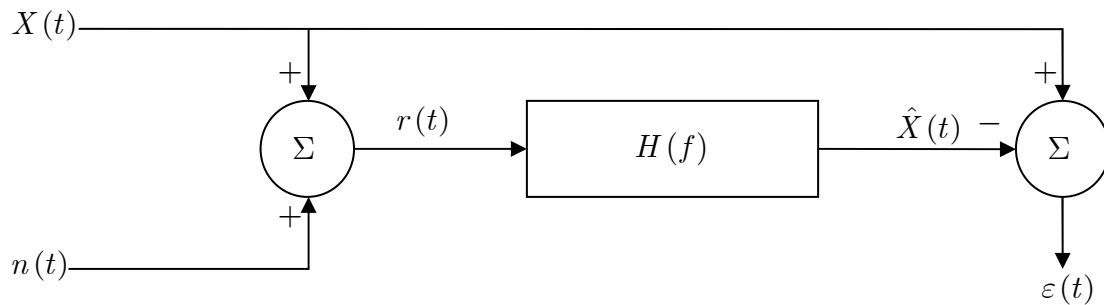 X(t)
+
+
r(t)
X̂(t) −
Σ
H(f)
Σ
+
n(t)
ε(t)